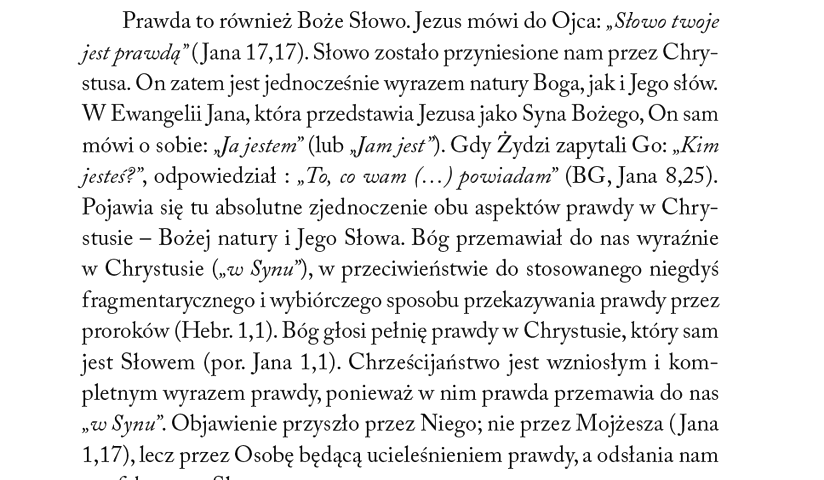 Prawda to również Boże Słowo. Jezus mówi do Ojca: „Słowo twoje
jest prawdą” (Jana 17,17). Słowo zostało przyniesione nam przez Chry-
stusa. On zatem jest jednocześnie wyrazem natury Boga, jak i Jego słów.
W Ewangelii Jana, która przedstawia Jezusa jako Syna Bożego, On sam
mówi o sobie: „Ja jestem” (lub „Jam jest”). Gdy Żydzi zapytali Go: „Kim
jesteś?”, odpowiedział : „To, co wam (…) powiadam” (BG, Jana 8,25).
Pojawia się tu absolutne zjednoczenie obu aspektów prawdy w Chry-
stusie – Bożej natury i Jego Słowa. Bóg przemawiał do nas wyraźnie
w Chrystusie („w Synu”), w przeciwieństwie do stosowanego niegdyś
fragmentarycznego i wybiórczego sposobu przekazywania prawdy przez
proroków (Hebr. 1,1). Bóg głosi pełnię prawdy w Chrystusie, który sam
jest Słowem (por. Jana 1,1). Chrześcijaństwo jest wzniosłym i kom-
pletnym wyrazem prawdy, ponieważ w nim prawda przemawia do nas
„w Synu”. Objawienie przyszło przez Niego; nie przez Mojżesza (Jana
1,17), lecz przez Osobę będącą ucieleśnieniem prawdy, a odsłania nam